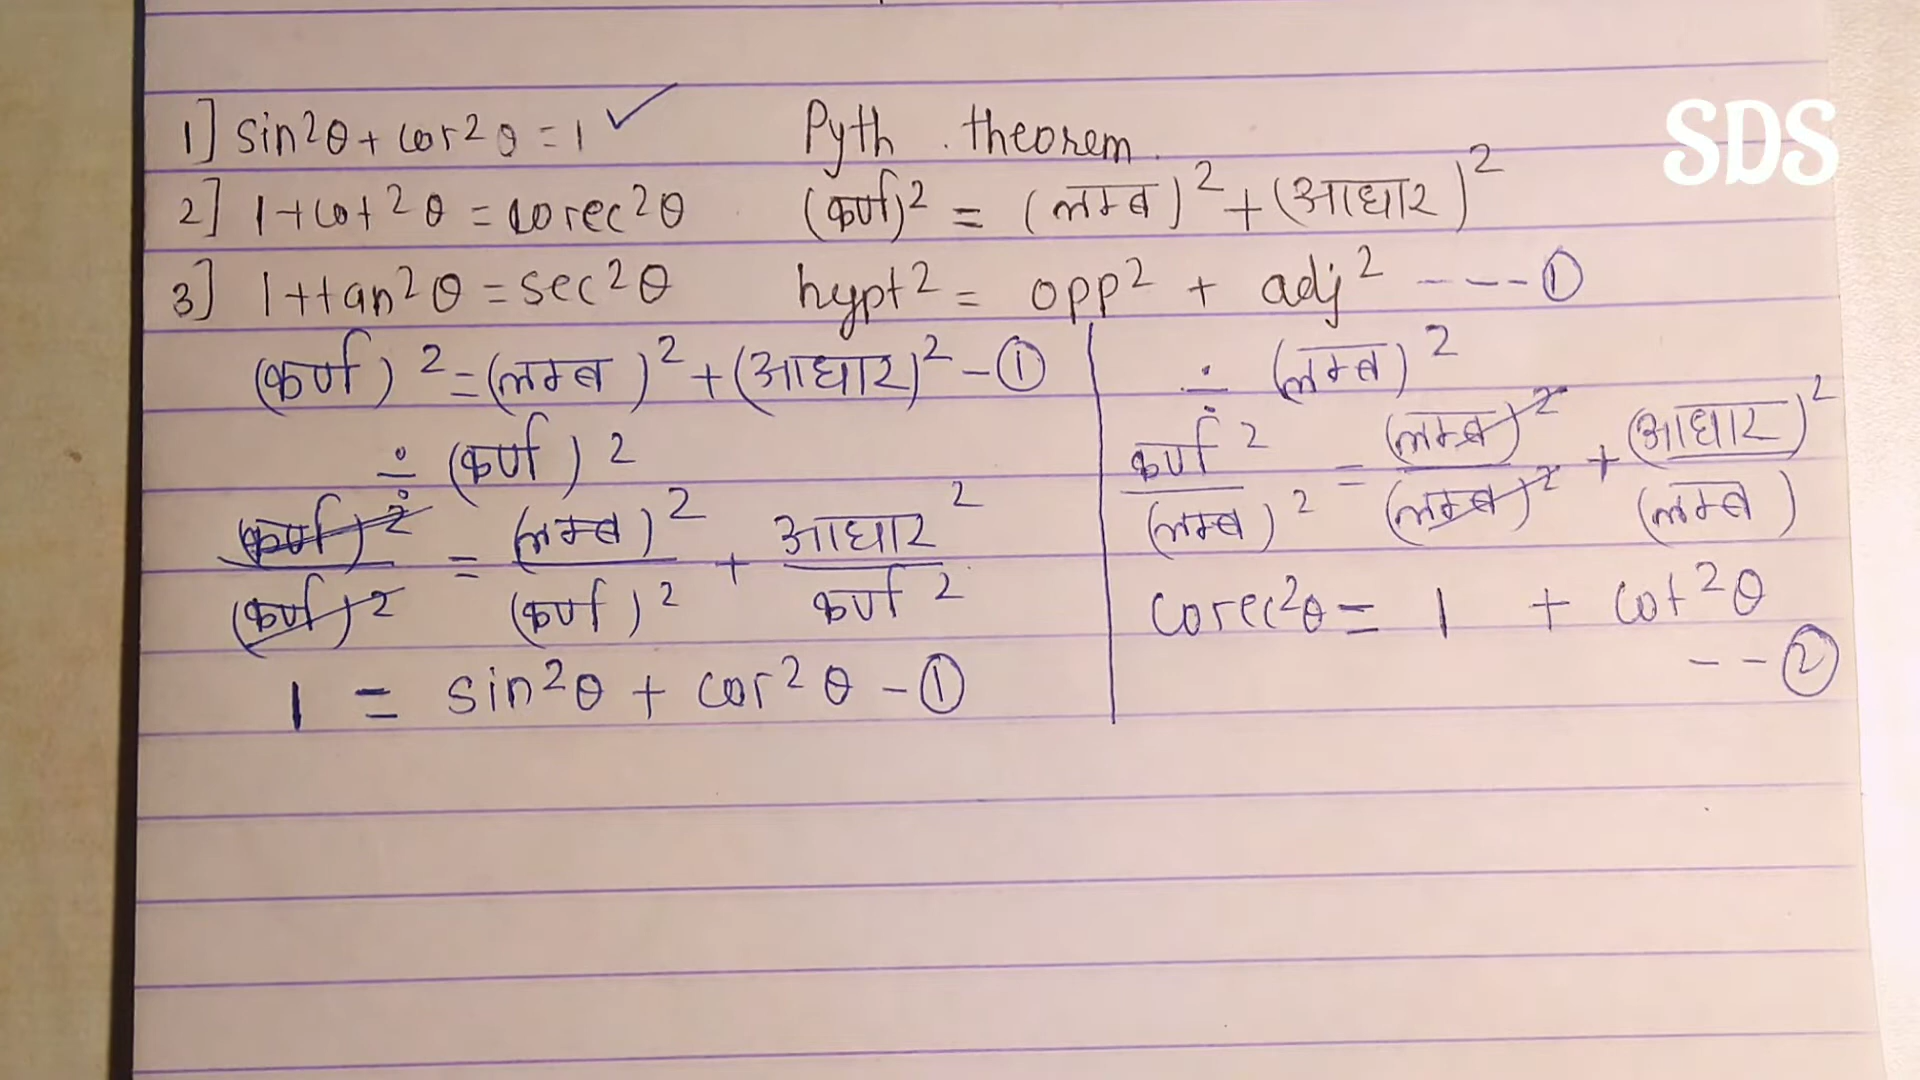 1] sin²θ + cos²θ = 1 ✓ Pyth. theorem.
SDS
2] 1 + cot²θ = cosec²θ (कर्ण)² = (लम्ब)² + (आधार)²
3] 1 + tan²θ = sec²θ hypt² = opp² + adj² ---- ①
(कर्ण)² = (लम्ब)² + (आधार)² - ①
÷ (कर्ण)²
(कर्ण)²/(कर्ण)² = (लम्ब)²/(कर्ण)² + आधार²/कर्ण²
1 = sin²θ + cos²θ - ①
÷ (लम्ब)²
कर्ण²/(लम्ब)² = (लम्ब)²/(लम्ब)² + (आधार)²/(लम्ब)
cosec²θ = 1 + cot²θ
-- ②